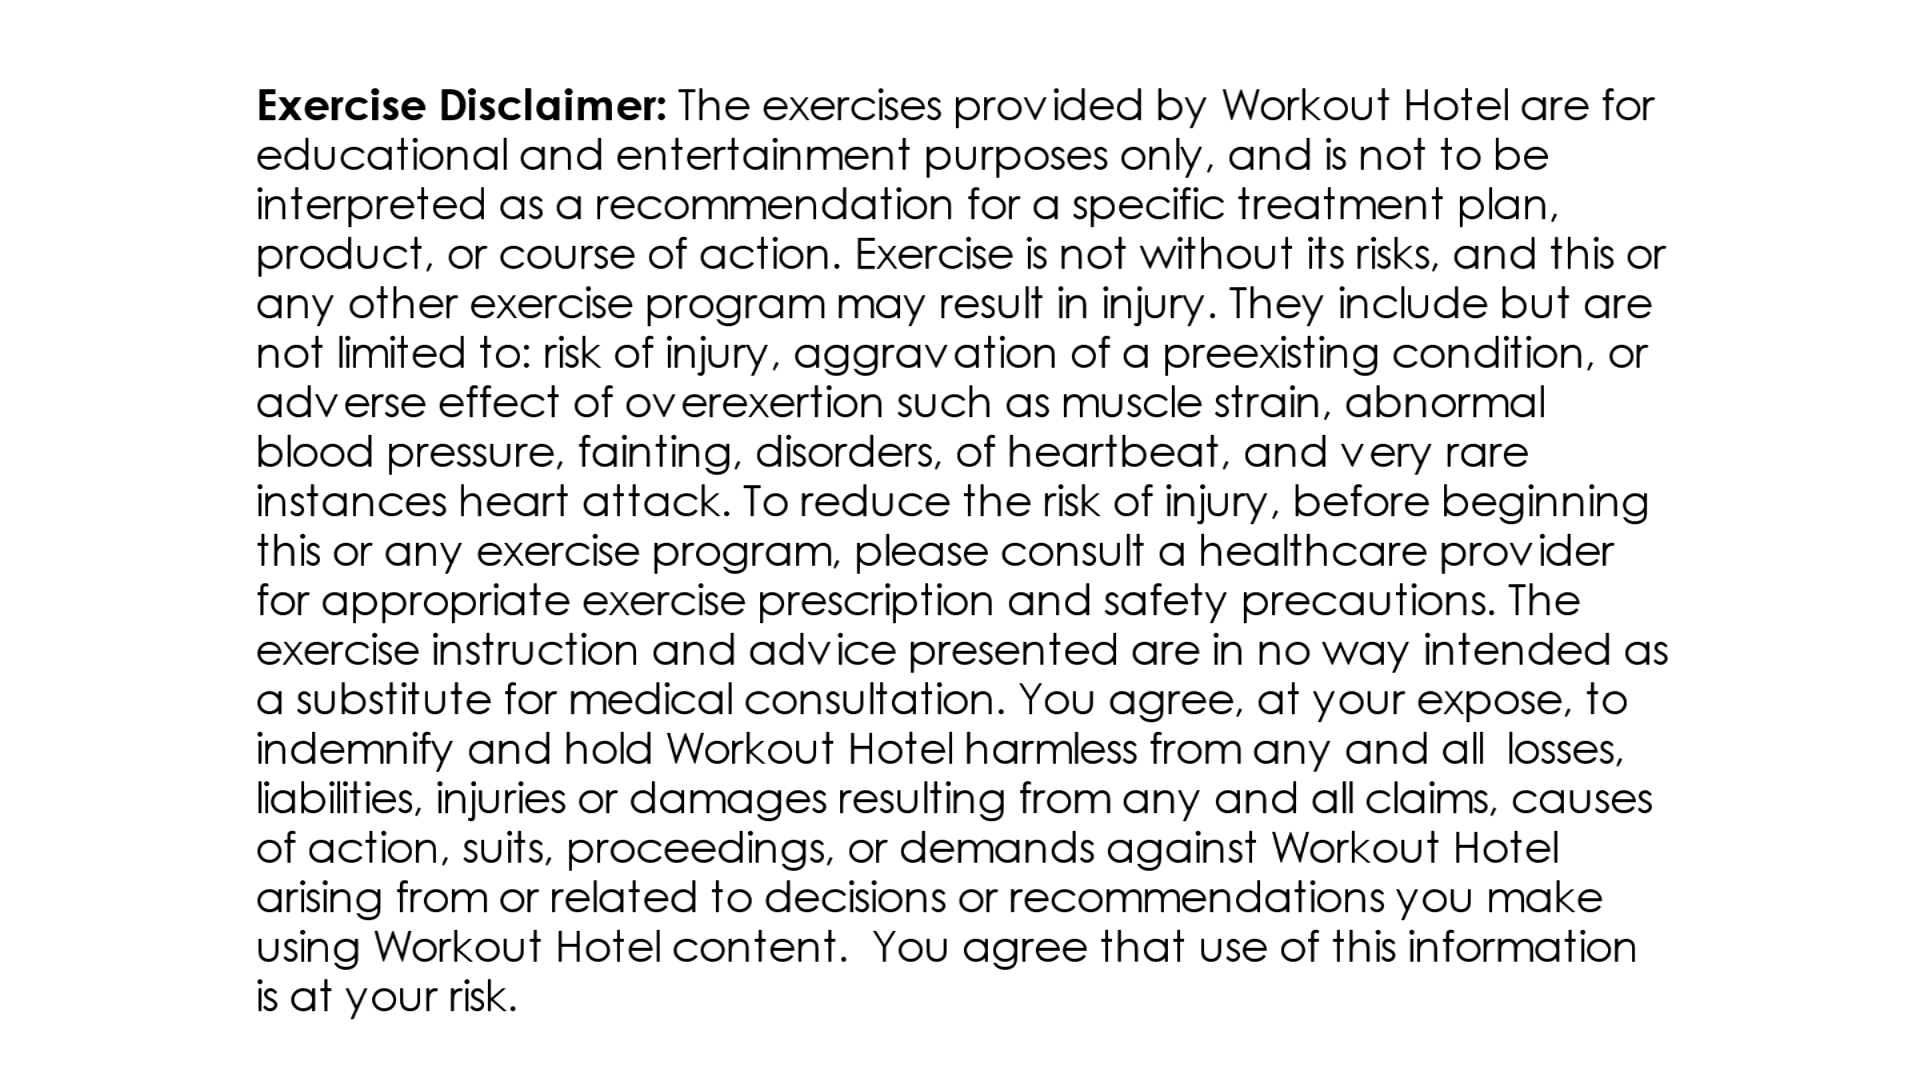 Exercise Disclaimer: The exercises provided by Workout Hotel are for
educational and entertainment purposes only, and is not to be
interpreted as a recommendation for a specific treatment plan,
product, or course of action. Exercise is not without its risks, and this or
any other exercise program may result in injury. They include but are
not limited to: risk of injury, aggravation of a preexisting condition, or
adverse effect of overexertion such as muscle strain, abnormal
blood pressure, fainting, disorders, of heartbeat, and very rare
instances heart attack. To reduce the risk of injury, before beginning
this or any exercise program, please consult a healthcare provider
for appropriate exercise prescription and safety precautions. The
exercise instruction and advice presented are in no way intended as
a substitute for medical consultation. You agree, at your expose, to
indemnify and hold Workout Hotel harmless from any and all  losses,
liabilities, injuries or damages resulting from any and all claims, causes
of action, suits, proceedings, or demands against Workout Hotel
arising from or related to decisions or recommendations you make
using Workout Hotel content.  You agree that use of this information
is at your risk.